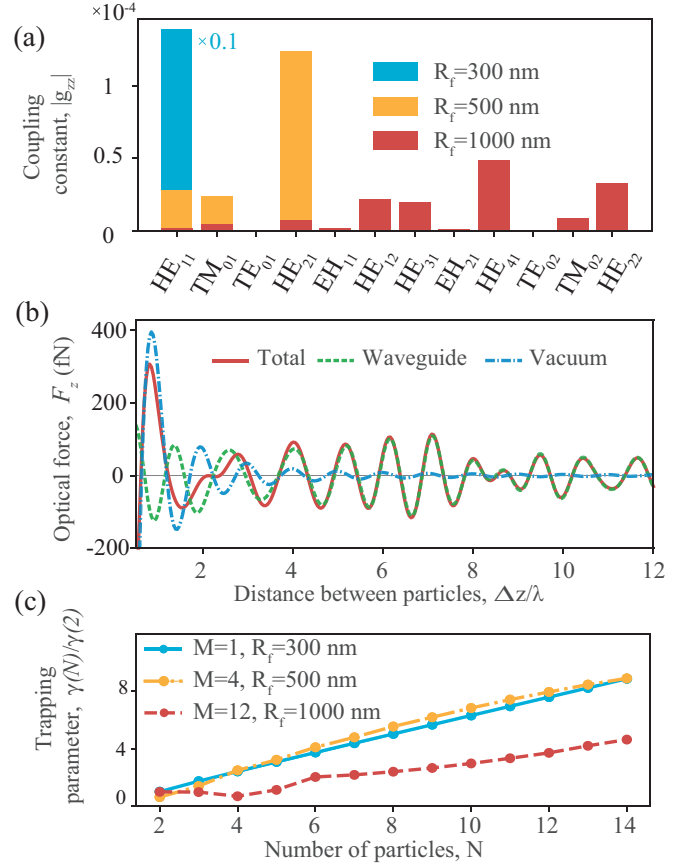 (a)
×10⁻⁴
1
0.5
0
Coupling
constant, |g_zz|
×0.1
R_f=300 nm
R_f=500 nm
R_f=1000 nm
HE₁₁ TM₀₁ TE₀₁ HE₂₁ EH₁₁ HE₁₂ HE₃₁ EH₂₁ HE₄₁ TE₀₂ TM₀₂ HE₂₂
(b)
400
200
0
-200
Optical force, F_z (fN)
Total Waveguide Vacuum
2 4 6 8 10 12
Distance between particles, Δz/λ
(c)
8
4
0
Trapping
parameter, γ(N)/γ(2)
M=1, R_f=300 nm
M=4, R_f=500 nm
M=12, R_f=1000 nm
2 4 6 8 10 12 14
Number of particles, N